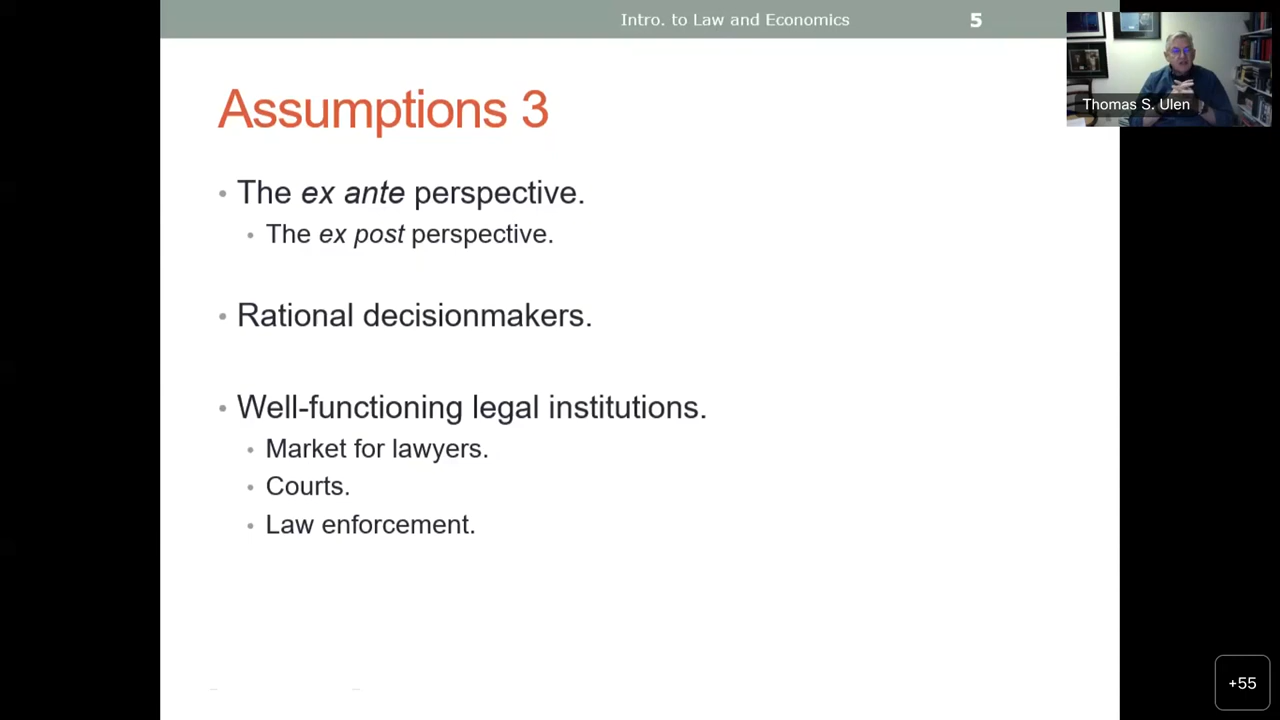 Intro. to Law and Economics 5
Thomas S. Ulen
Assumptions 3
• The ex ante perspective.
• The ex post perspective.
• Rational decisionmakers.
• Well-functioning legal institutions.
• Market for lawyers.
• Courts.
• Law enforcement.
+55